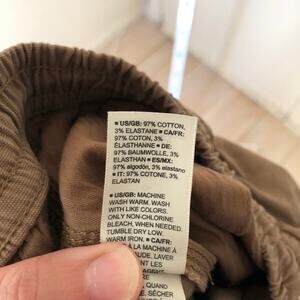 ▪ US/GB: 97% COTTON,
3% ELASTANE ▪ CA/FR:
97% COTON, 3%
ÉLASTHANNE ▪ DE:
97% BAUMWOLLE, 3%
ELASTHAN ▪ ES/MX:
97% algodón, 3% elastano
▪ IT: 97% COTONE, 3%
ELASTAN
▪ US/GB: MACHINE
WASH WARM. WASH
WITH LIKE COLORS.
ONLY NON-CHLORINE
BLEACH, WHEN NEEDED.
TUMBLE DRY LOW.
WARM IRON. ▪ CA/FR:
LAVER
LES